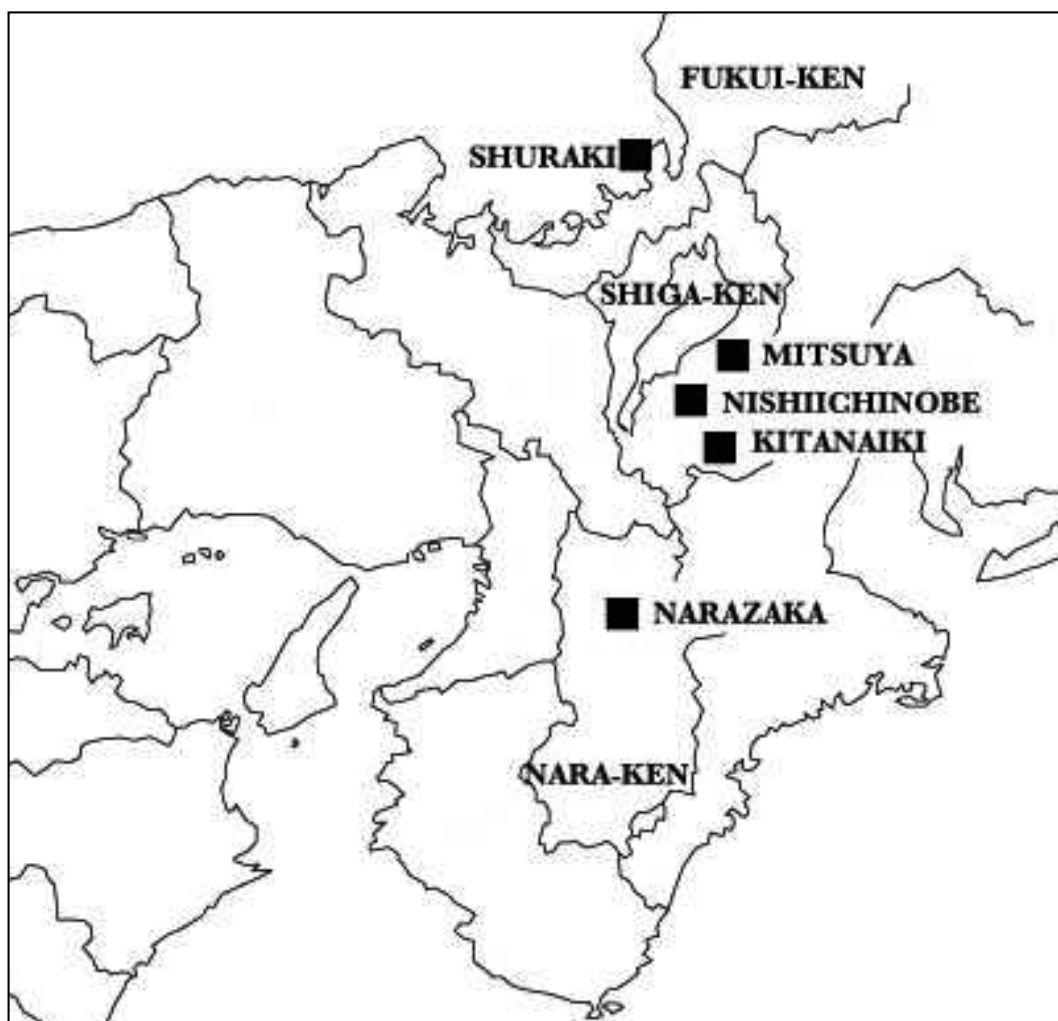 FUKUI-KEN
SHURAKI
SHIGA-KEN
MITSUYA
NISHIICHINOBE
KITANAIKI
NARAZAKA
NARA-KEN